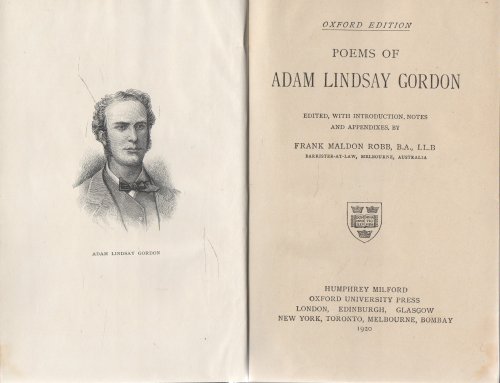 ADAM LINDSAY GORDON
OXFORD EDITION
POEMS OF
ADAM LINDSAY GORDON
EDITED, WITH INTRODUCTION, NOTES
AND APPENDIXES, BY
FRANK MALDON ROBB, B.A., LL.B
BARRISTER-AT-LAW, MELBOURNE, AUSTRALIA
HUMPHREY MILFORD
OXFORD UNIVERSITY PRESS
LONDON, EDINBURGH, GLASGOW
NEW YORK, TORONTO, MELBOURNE, BOMBAY
1920